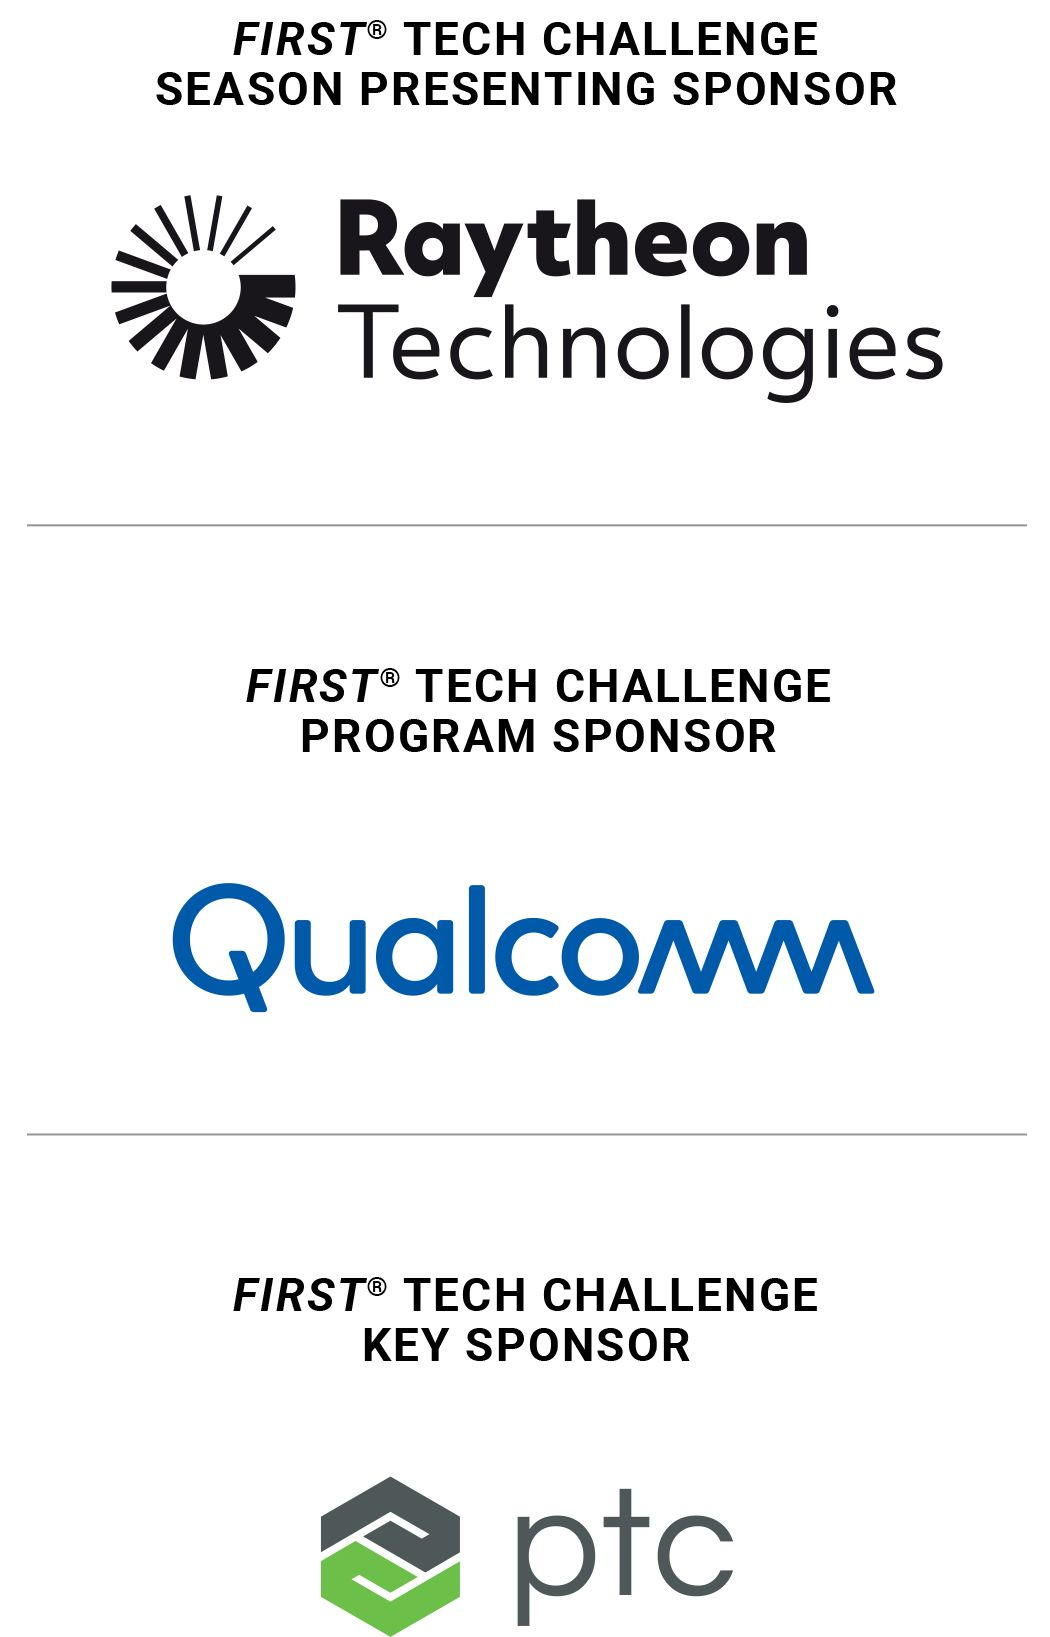 FIRST® TECH CHALLENGE
SEASON PRESENTING SPONSOR
Raytheon
Technologies
FIRST® TECH CHALLENGE
PROGRAM SPONSOR
Qualcomm
FIRST® TECH CHALLENGE
KEY SPONSOR
ptc